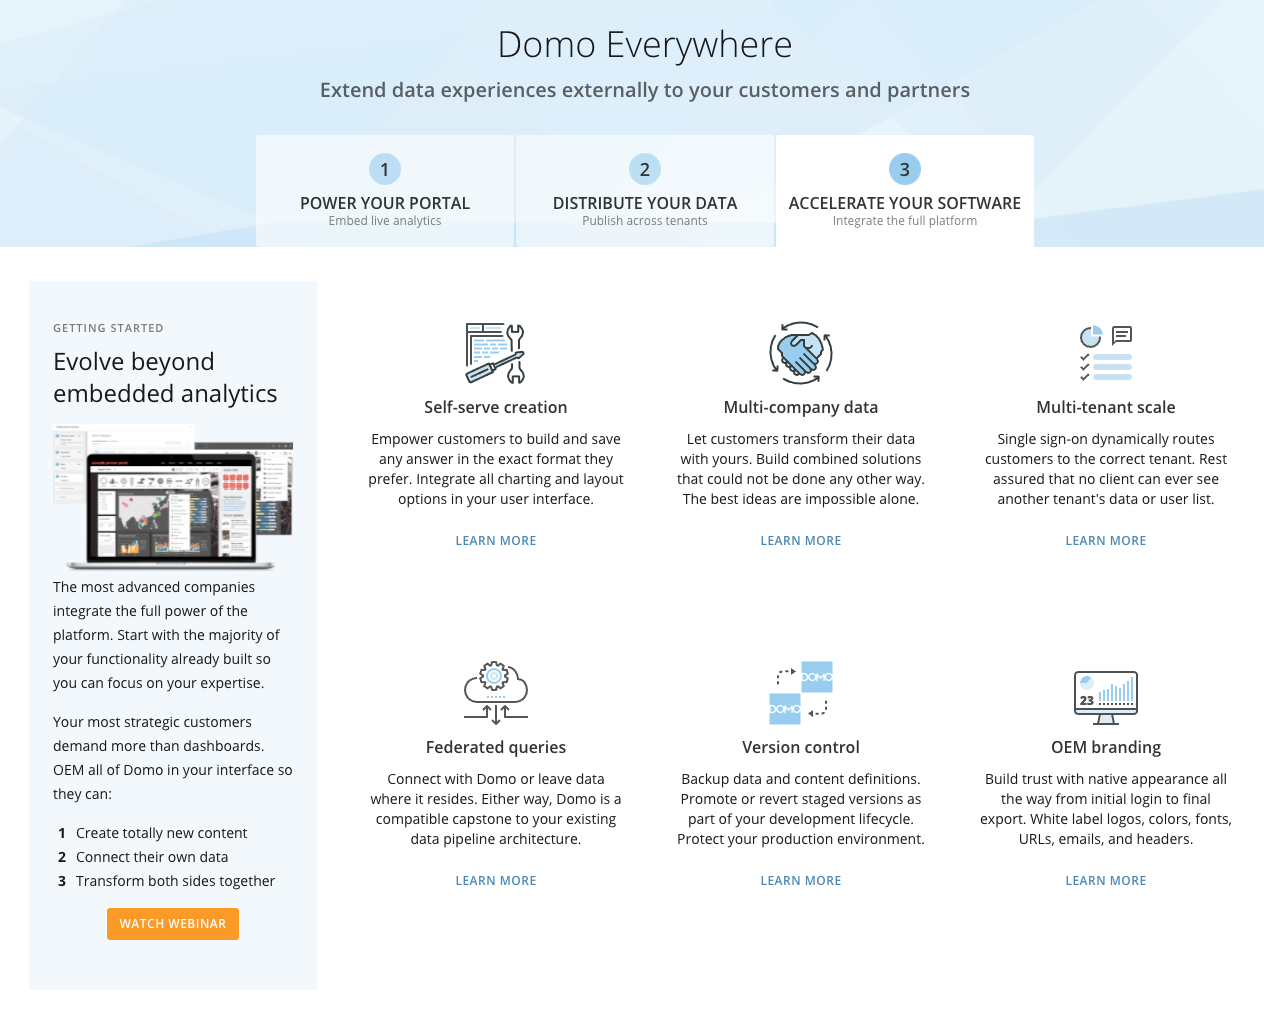 Domo Everywhere
Extend data experiences externally to your customers and partners
1
POWER YOUR PORTAL
Embed live analytics
2
DISTRIBUTE YOUR DATA
Publish across tenants
3
ACCELERATE YOUR SOFTWARE
Integrate the full platform
GETTING STARTED
Evolve beyond
embedded analytics
The most advanced companies
integrate the full power of the
platform. Start with the majority of
your functionality already built so
you can focus on your expertise.
Your most strategic customers
demand more than dashboards.
OEM all of Domo in your interface so
they can:
1 Create totally new content
2 Connect their own data
3 Transform both sides together
WATCH WEBINAR
Self-serve creation
Empower customers to build and save
any answer in the exact format they
prefer. Integrate all charting and layout
options in your user interface.
LEARN MORE
Multi-company data
Let customers transform their data
with yours. Build combined solutions
that could not be done any other way.
The best ideas are impossible alone.
LEARN MORE
Multi-tenant scale
Single sign-on dynamically routes
customers to the correct tenant. Rest
assured that no client can ever see
another tenant's data or user list.
LEARN MORE
Federated queries
Connect with Domo or leave data
where it resides. Either way, Domo is a
compatible capstone to your existing
data pipeline architecture.
LEARN MORE
DOMO
DOMO
Version control
Backup data and content definitions.
Promote or revert staged versions as
part of your development lifecycle.
Protect your production environment.
LEARN MORE
23
OEM branding
Build trust with native appearance all
the way from initial login to final
export. White label logos, colors, fonts,
URLs, emails, and headers.
LEARN MORE